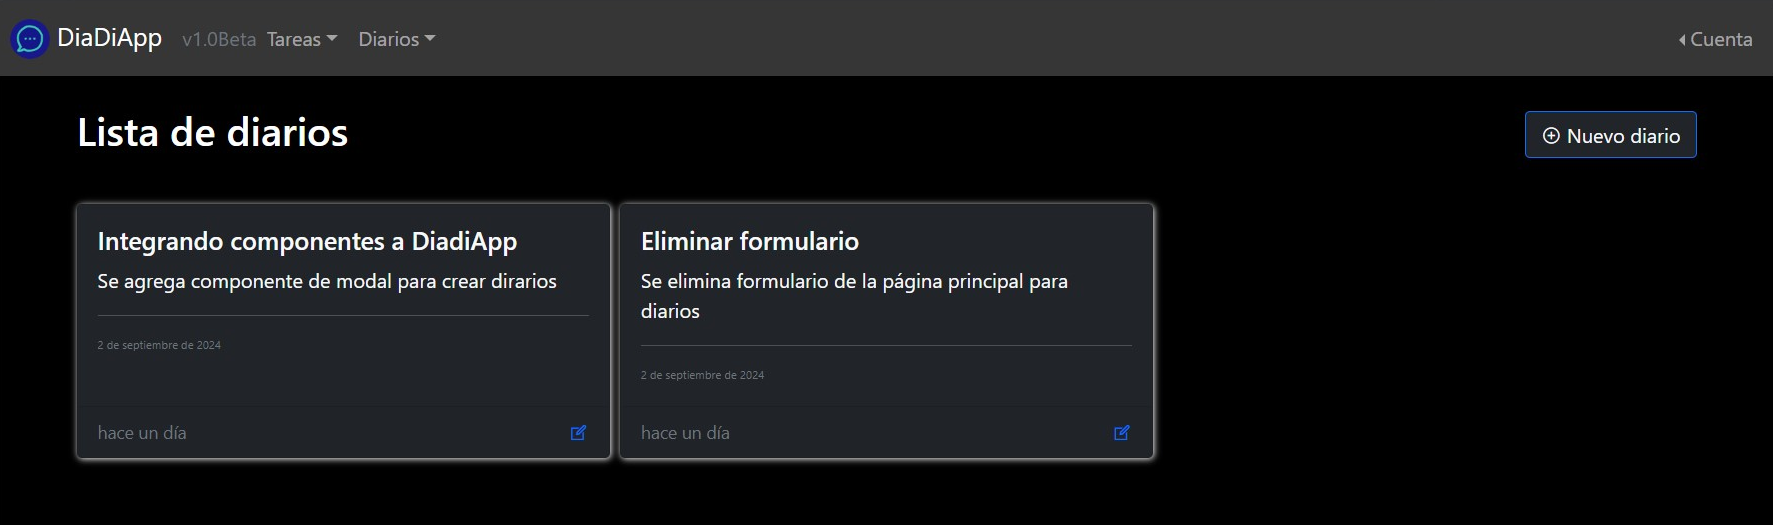 DiaDiApp v1.0Beta Tareas Diarios Cuenta
Lista de diarios
Nuevo diario
Integrando componentes a DiadiApp
Se agrega componente de modal para crear dirarios
2 de septiembre de 2024
hace un día
Eliminar formulario
Se elimina formulario de la página principal para
diarios
2 de septiembre de 2024
hace un día